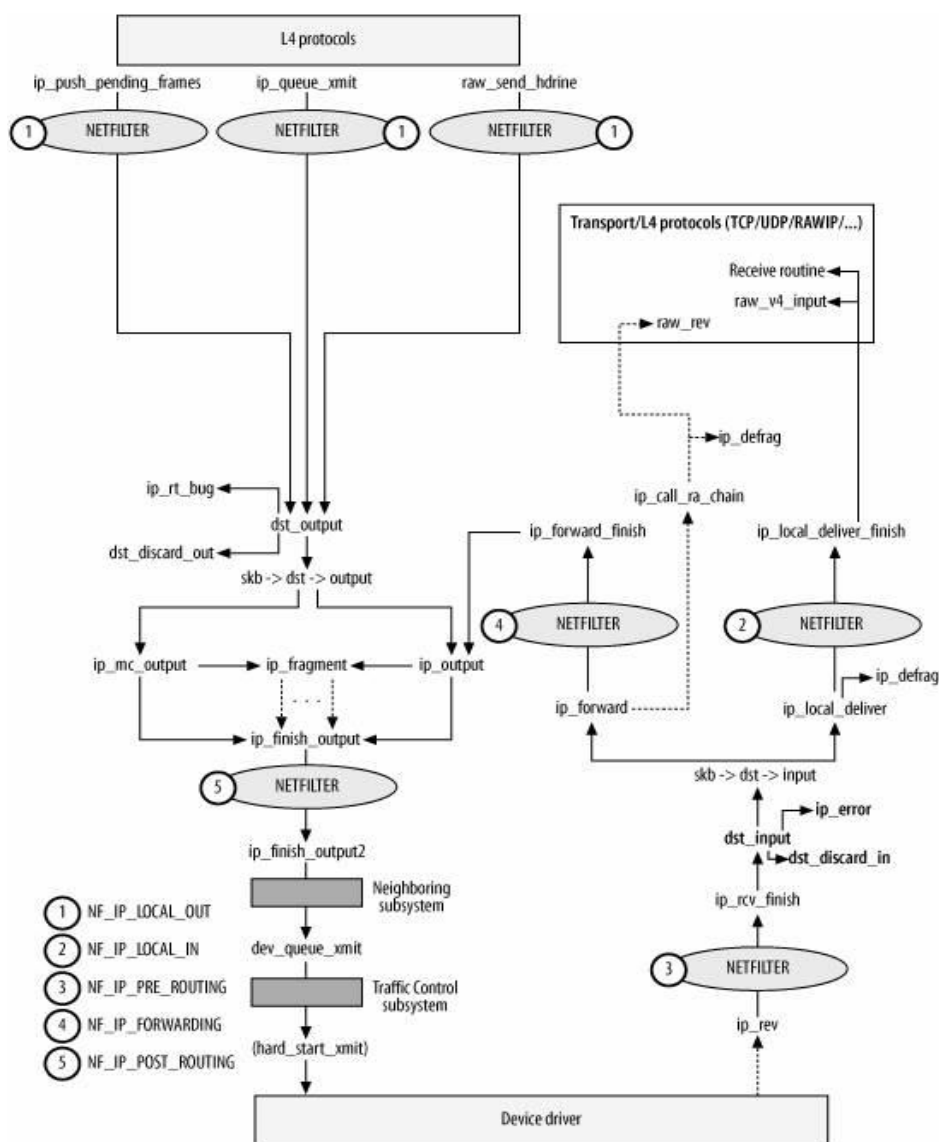 L4 protocols
ip_push_pending_frames
ip_queue_xmit
raw_send_hdrine
1 NETFILTER
NETFILTER 1
NETFILTER 1
Transport/L4 protocols (TCP/UDP/RAWIP/...)
Receive routine
raw_v4_input
raw_rev
ip_defrag
ip_rt_bug
ip_call_ra_chain
dst_output
ip_forward_finish
ip_local_deliver_finish
dst_discard_out
skb -> dst -> output
4 NETFILTER
2 NETFILTER
ip_mc_output
ip_fragment
ip_output
ip_defrag
. . .
ip_forward
ip_local_deliver
ip_finish_output
5 NETFILTER
skb -> dst -> input
ip_error
dst_input
dst_discard_in
ip_finish_output2
Neighboring
subsystem
ip_rcv_finish
1 NF_IP_LOCAL_OUT
2 NF_IP_LOCAL_IN
dev_queue_xmit
3 NETFILTER
3 NF_IP_PRE_ROUTING
Traffic Control
subsystem
4 NF_IP_FORWARDING
ip_rev
(hard_start_xmit)
5 NF_IP_POST_ROUTING
Device driver